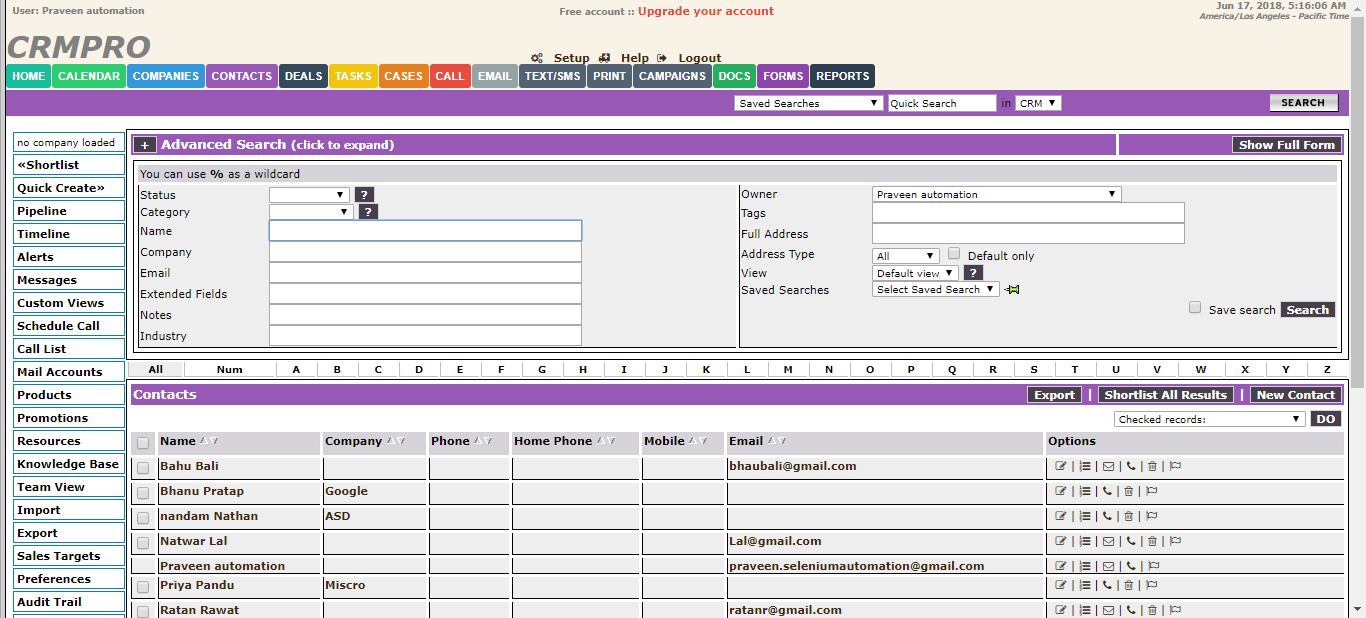 User: Praveen automation
Free account :: Upgrade your account
Jun 17, 2018, 5:16:06 AM
America/Los Angeles - Pacific Time
CRMPRO
Setup Help Logout
HOME CALENDAR COMPANIES CONTACTS DEALS TASKS CASES CALL EMAIL TEXT/SMS PRINT CAMPAIGNS DOCS FORMS REPORTS
Saved Searches Quick Search in CRM SEARCH
no company loaded
«Shortlist
Quick Create»
Pipeline
Timeline
Alerts
Messages
Custom Views
Schedule Call
Call List
Mail Accounts
Products
Promotions
Resources
Knowledge Base
Team View
Import
Export
Sales Targets
Preferences
Audit Trail
+ Advanced Search (click to expand) Show Full Form
You can use % as a wildcard
Status ?
Category ?
Name
Company
Email
Extended Fields
Notes
Industry
Owner Praveen automation
Tags
Full Address
Address Type All Default only
View Default view ?
Saved Searches Select Saved Search
Save search Search
All Num A B C D E F G H I J K L M N O P Q R S T U V W X Y Z
Contacts Export | Shortlist All Results | New Contact
Checked records: DO
Name Company Phone Home Phone Mobile Email Options
Bahu Bali bhaubali@gmail.com | | | | |
Bhanu Pratap Google | | | |
nandam Nathan ASD | | | |
Natwar Lal Lal@gmail.com | | | | |
Praveen automation praveen.seleniumautomation@gmail.com | | | |
Priya Pandu Miscro | | | |
Ratan Rawat ratanr@gmail.com | | | | |